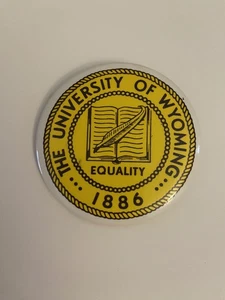 THE UNIVERSITY OF WYOMING
EQUALITY
1886